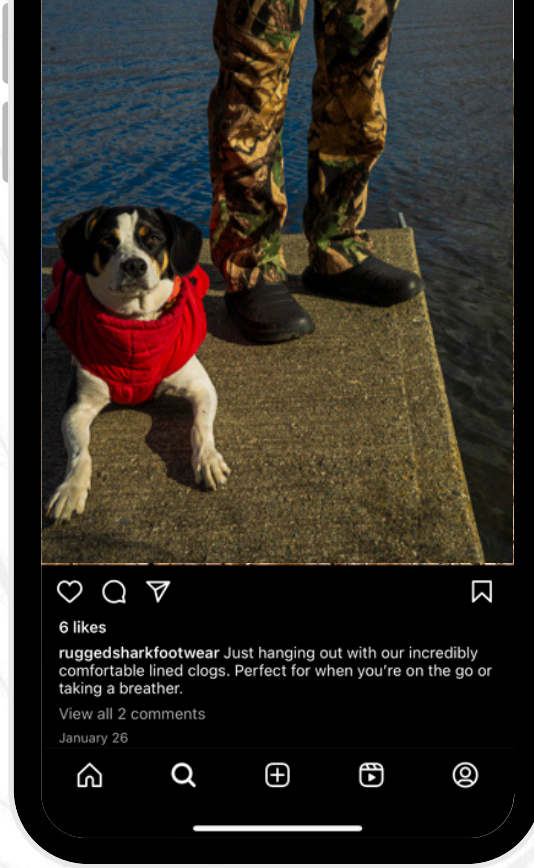 6 likes
ruggedsharkfootwear Just hanging out with our incredibly
comfortable lined clogs. Perfect for when you’re on the go or
taking a breather.
View all 2 comments
January 26